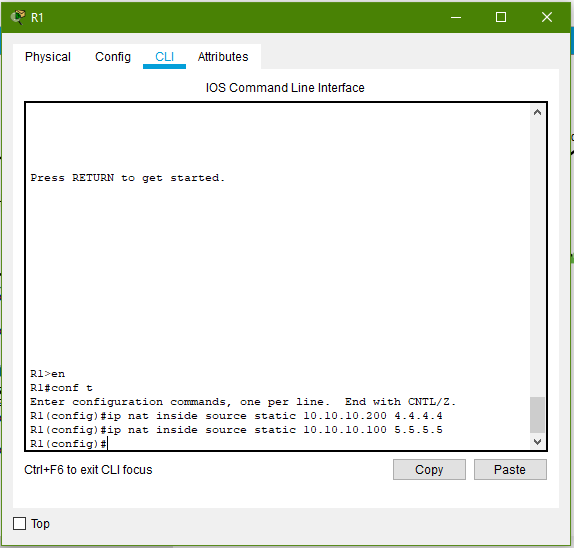 R1
Physical Config CLI Attributes
IOS Command Line Interface
Press RETURN to get started.
R1>en
R1#conf t
Enter configuration commands, one per line.  End with CNTL/Z.
R1(config)#ip nat inside source static 10.10.10.200 4.4.4.4
R1(config)#ip nat inside source static 10.10.10.100 5.5.5.5
R1(config)#
Ctrl+F6 to exit CLI focus
Copy Paste
Top